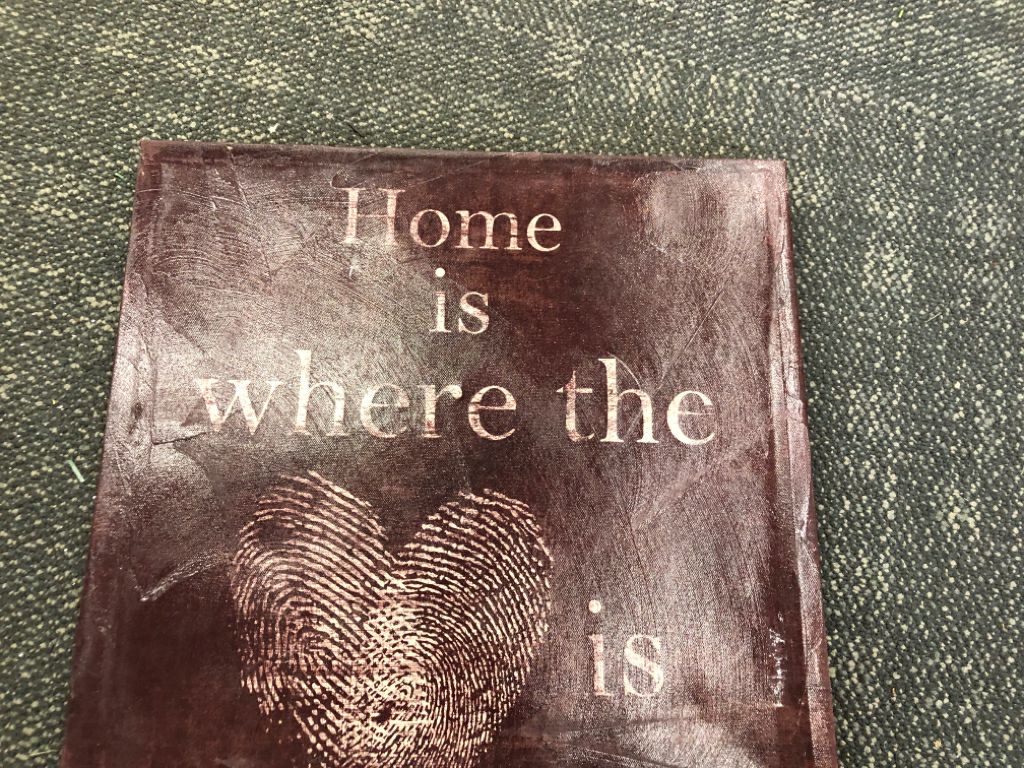 Home
is
where the
is